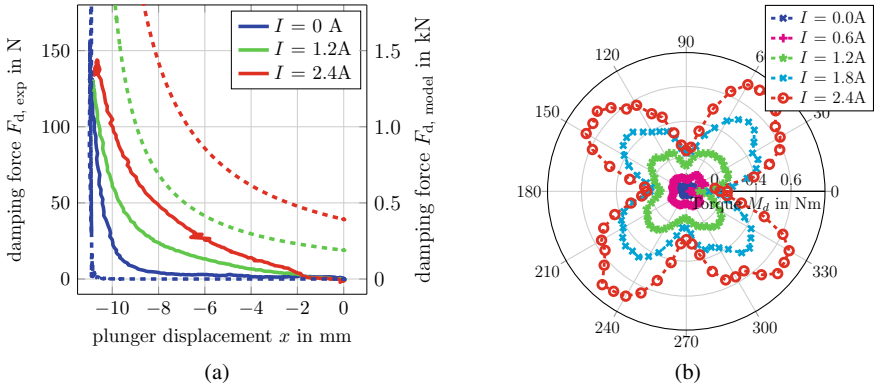 I = 0 A
I = 1.2A
I = 2.4A
150
100
50
0
damping force F_d, exp in N
1.5
1.0
0.5
0
damping force F_d, model in kN
−10 −8 −6 −4 −2 0
plunger displacement x in mm
(a)
I = 0.0A
I = 0.6A
I = 1.2A
I = 1.8A
I = 2.4A
90
120
6
150
30
180
0 0.4 0.6
0
Torque M_d in Nm
210
330
240
300
270
(b)